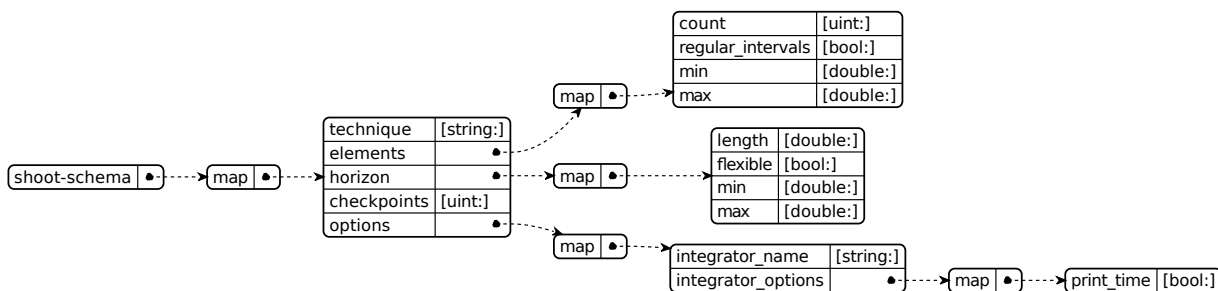 count [uint:]
regular_intervals [bool:]
min [double:]
max [double:]
map
technique [string:]
elements
horizon
checkpoints [uint:]
options
length [double:]
flexible [bool:]
min [double:]
max [double:]
shoot-schema
map
map
map
integrator_name [string:]
integrator_options
map
print_time [bool:]